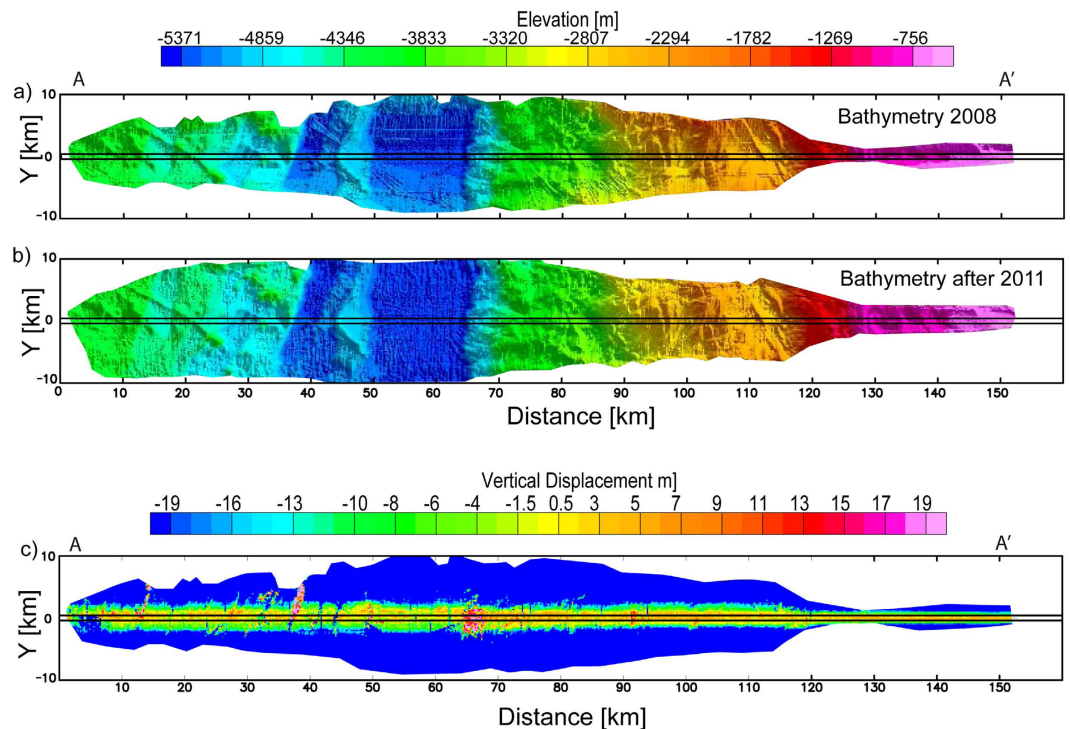 Elevation [m]
-5371 -4859 -4346 -3833 -3320 -2807 -2294 -1782 -1269 -756
A A'
a)
Bathymetry 2008
10
0
-10
Y [km]
b)
Bathymetry after 2011
10
0
-10
Y [km]
0 10 20 30 40 50 60 70 80 90 100 110 120 130 140 150
Distance [km]
Vertical Displacement m]
-19 -16 -13 -10 -8 -6 -4 -1.5 0.5 3 5 7 9 11 13 15 17 19
A A'
c)
10
0
-10
Y [km]
10 20 30 40 50 60 70 80 90 100 110 120 130 140 150
Distance [km]